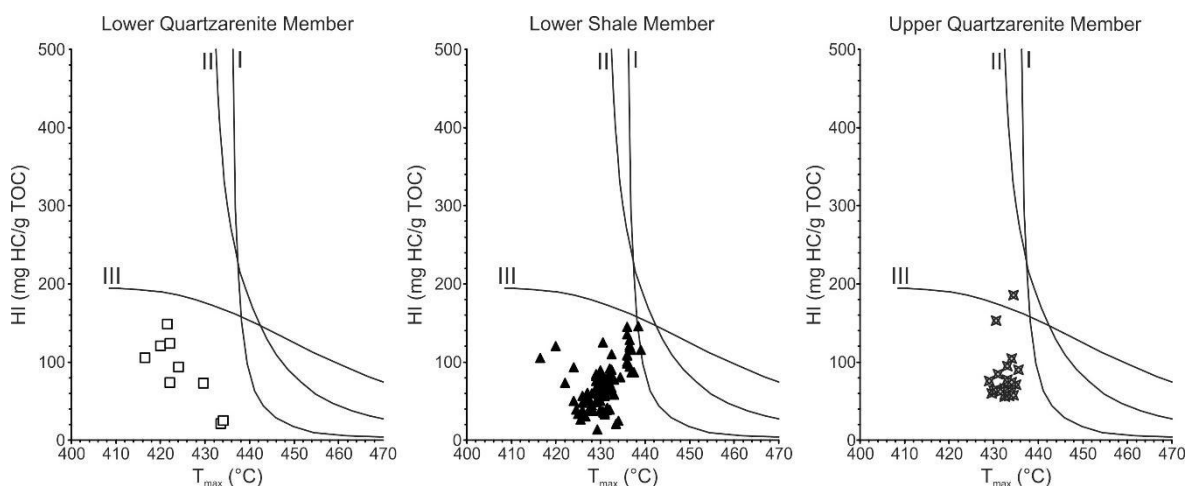 Lower Quartzarenite Member
500
400
300
200
100
0
HI (mg HC/g TOC)
II I
III
400 410 420 430 440 450 460 470
Tmax (°C)
Lower Shale Member
500
400
300
200
100
0
HI (mg HC/g TOC)
II I
III
400 410 420 430 440 450 460 470
Tmax (°C)
Upper Quartzarenite Member
500
400
300
200
100
0
HI (mg HC/g TOC)
II I
III
400 410 420 430 440 450 460 470
Tmax (°C)